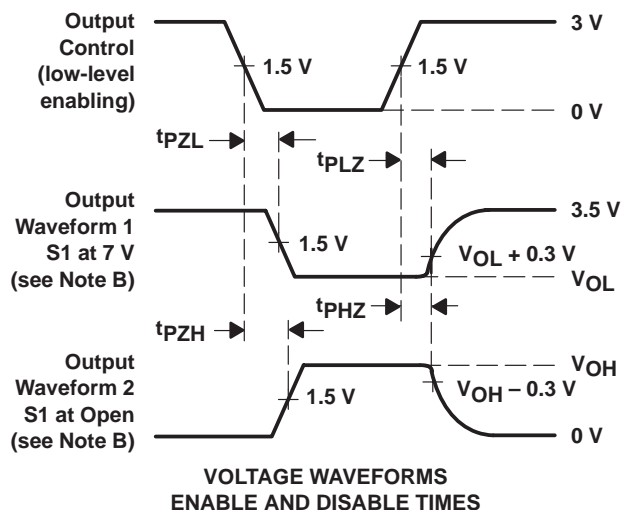 Output
Control
(low-level
enabling)
3 V
1.5 V
1.5 V
0 V
tPZL
tPLZ
Output
Waveform 1
S1 at 7 V
(see Note B)
3.5 V
1.5 V
VOL + 0.3 V
VOL
tPHZ
tPZH
Output
Waveform 2
S1 at Open
(see Note B)
VOH
1.5 V
VOH – 0.3 V
0 V
VOLTAGE WAVEFORMS
ENABLE AND DISABLE TIMES